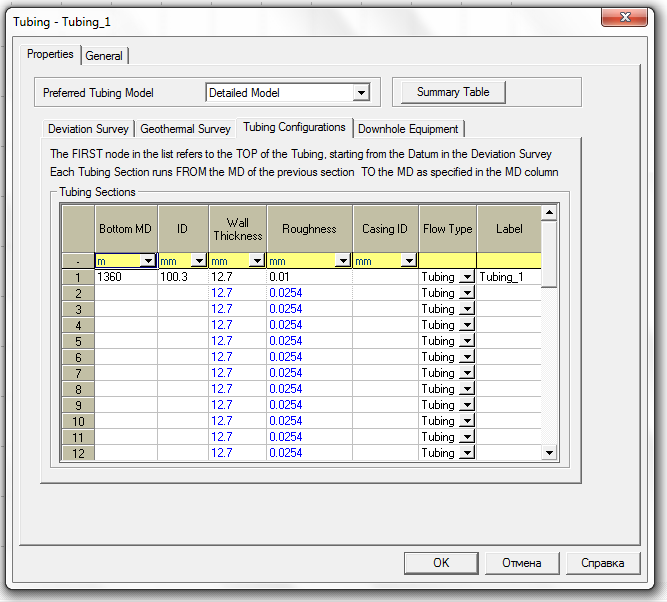 Tubing - Tubing_1
Properties General
Preferred Tubing Model Detailed Model Summary Table
Deviation Survey Geothermal Survey Tubing Configurations Downhole Equipment
The FIRST node in the list refers to the TOP of the Tubing, starting from the Datum in the Deviation Survey
Each Tubing Section runs FROM the MD of the previous section TO the MD as specified in the MD column
Tubing Sections
Bottom MD ID Wall Thickness Roughness Casing ID Flow Type Label
. m mm mm mm mm
1 1360 100.3 12.7 0.01 Tubing Tubing_1
2 12.7 0.0254 Tubing
3 12.7 0.0254 Tubing
4 12.7 0.0254 Tubing
5 12.7 0.0254 Tubing
6 12.7 0.0254 Tubing
7 12.7 0.0254 Tubing
8 12.7 0.0254 Tubing
9 12.7 0.0254 Tubing
10 12.7 0.0254 Tubing
11 12.7 0.0254 Tubing
12 12.7 0.0254 Tubing
OK Отмена Справка